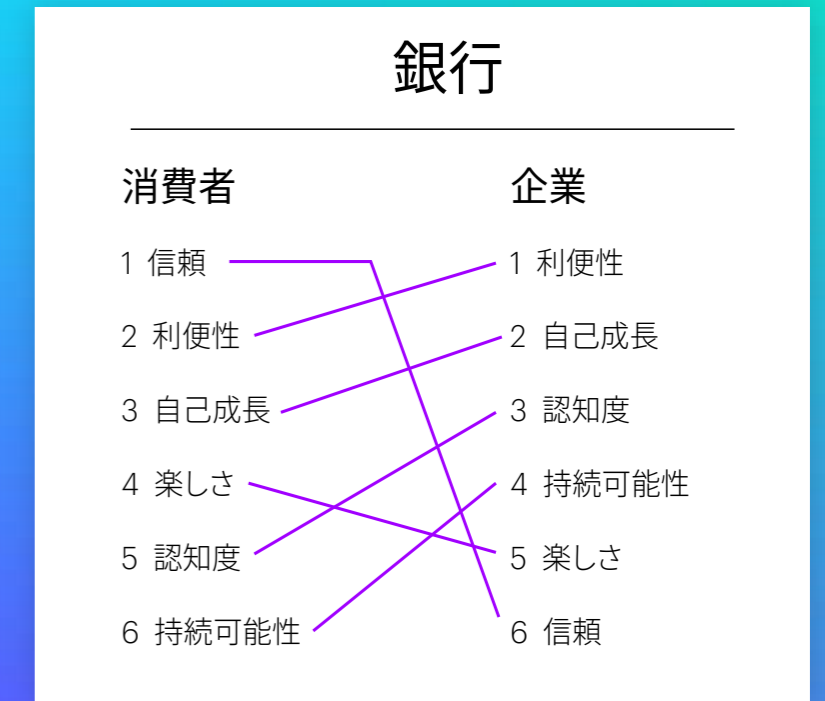 銀行
消費者
1 信頼
2 利便性
3 自己成長
4 楽しさ
5 認知度
6 持続可能性
企業
1 利便性
2 自己成長
3 認知度
4 持続可能性
5 楽しさ
6 信頼